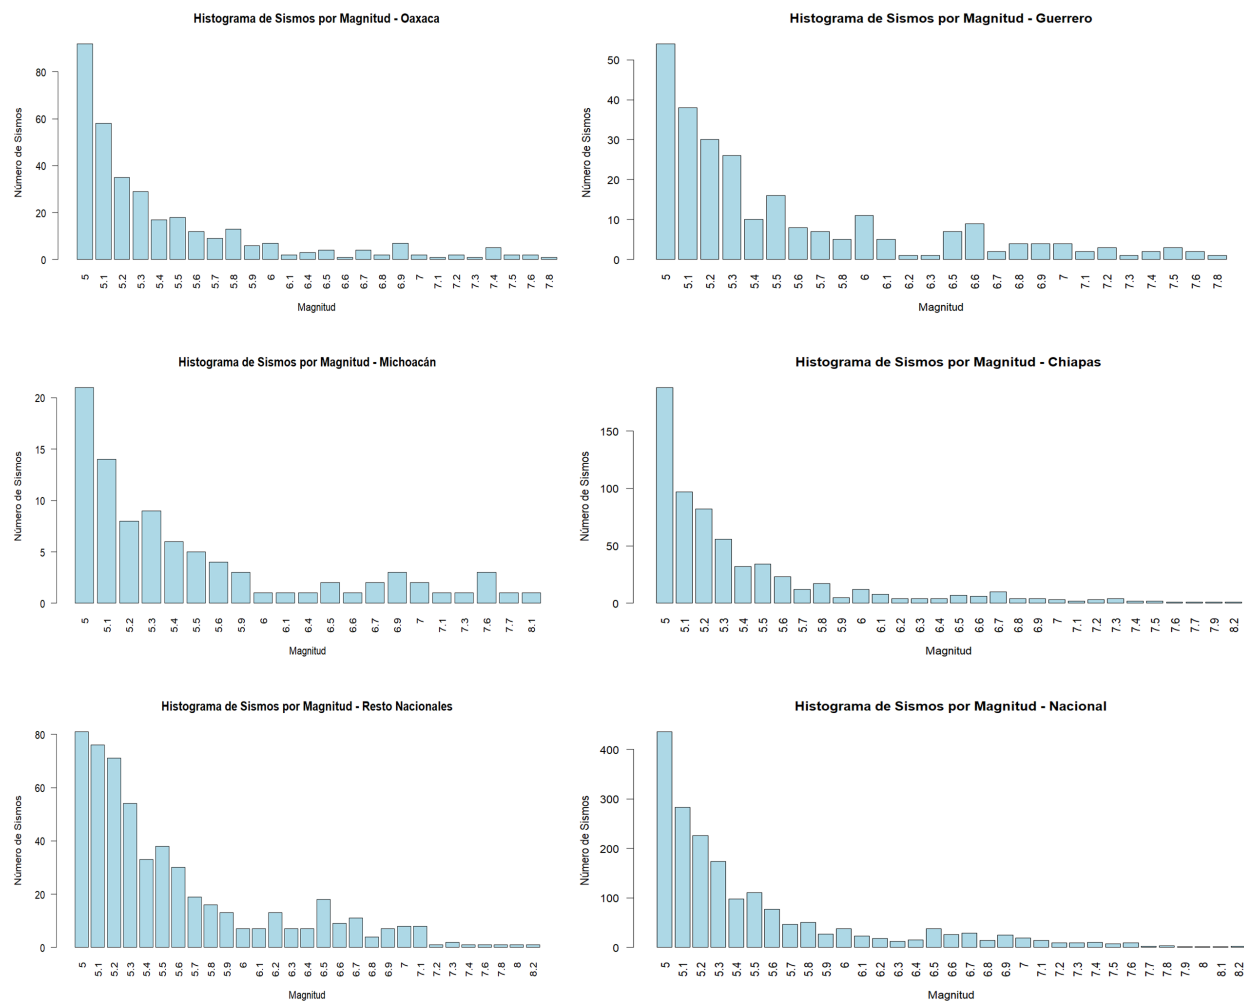 Histograma de Sismos por Magnitud - Oaxaca
Número de Sismos
80
60
40
20
0
5 5.1 5.2 5.3 5.4 5.5 5.6 5.7 5.8 5.9 6 6.1 6.4 6.5 6.6 6.7 6.8 6.9 7 7.1 7.2 7.3 7.4 7.5 7.6 7.8
Magnitud
Histograma de Sismos por Magnitud - Guerrero
Número de Sismos
50
40
30
20
10
0
5 5.1 5.2 5.3 5.4 5.5 5.6 5.7 5.8 6 6.1 6.2 6.3 6.5 6.6 6.7 6.8 6.9 7 7.1 7.2 7.3 7.4 7.5 7.6 7.8
Magnitud
Histograma de Sismos por Magnitud - Michoacán
Número de Sismos
20
15
10
5
0
5 5.1 5.2 5.3 5.4 5.5 5.6 5.9 6 6.1 6.4 6.5 6.6 6.7 6.9 7 7.1 7.3 7.6 7.7 8.1
Magnitud
Histograma de Sismos por Magnitud - Chiapas
Número de Sismos
150
100
50
0
5 5.1 5.2 5.3 5.4 5.5 5.6 5.7 5.8 5.9 6 6.1 6.2 6.3 6.4 6.5 6.6 6.7 6.8 6.9 7 7.1 7.2 7.3 7.4 7.5 7.6 7.7 7.9 8.2
Magnitud
Histograma de Sismos por Magnitud - Resto Nacionales
Número de Sismos
80
60
40
20
0
5 5.1 5.2 5.3 5.4 5.5 5.6 5.7 5.8 5.9 6 6.1 6.2 6.3 6.4 6.5 6.6 6.7 6.8 6.9 7 7.1 7.2 7.3 7.4 7.6 7.8 8 8.2
Magnitud
Histograma de Sismos por Magnitud - Nacional
Número de Sismos
400
300
200
100
0
5 5.1 5.2 5.3 5.4 5.5 5.6 5.7 5.8 5.9 6 6.1 6.2 6.3 6.4 6.5 6.6 6.7 6.8 6.9 7 7.1 7.2 7.3 7.4 7.5 7.6 7.7 7.8 7.9 8 8.1 8.2
Magnitud